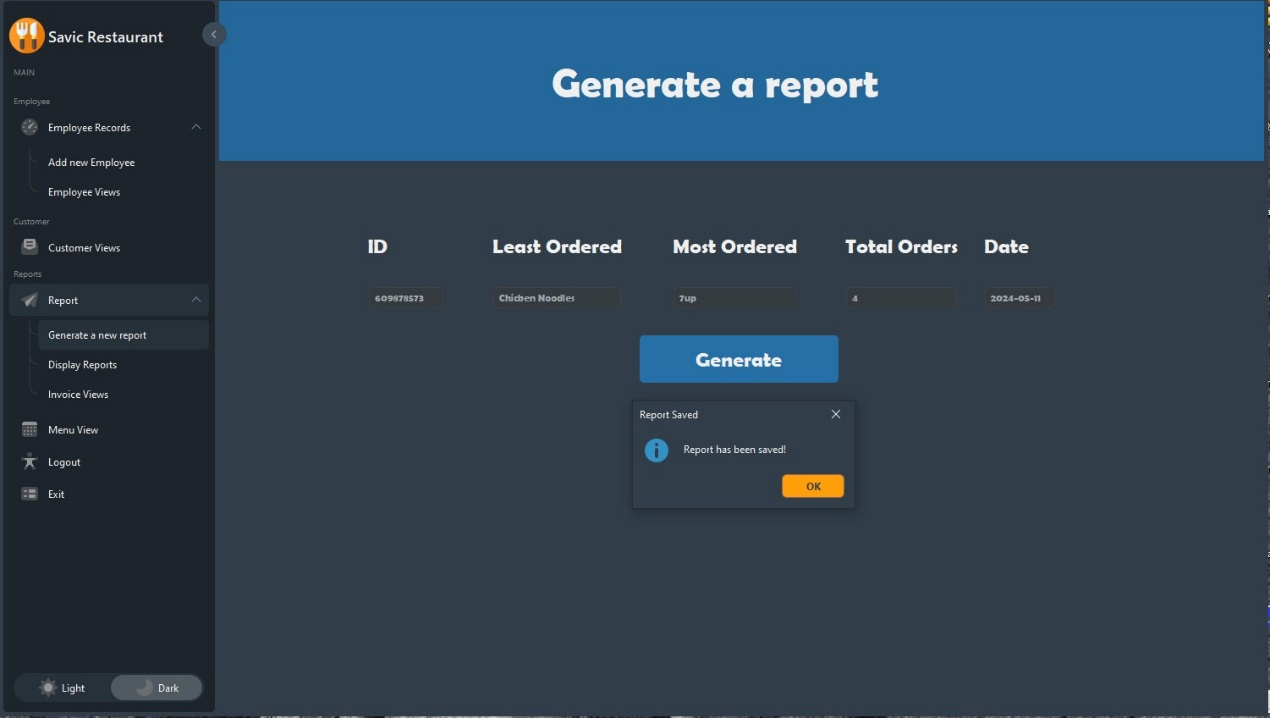 Savic Restaurant
MAIN
Employee
Employee Records
Add new Employee
Employee Views
Customer
Customer Views
Reports
Report
Generate a new report
Display Reports
Invoice Views
Menu View
Logout
Exit
Light Dark
Generate a report
ID Least Ordered Most Ordered Total Orders Date
609878573 Chicken Noodles 7up 4 2024-05-11
Generate
Report Saved
Report has been saved!
OK